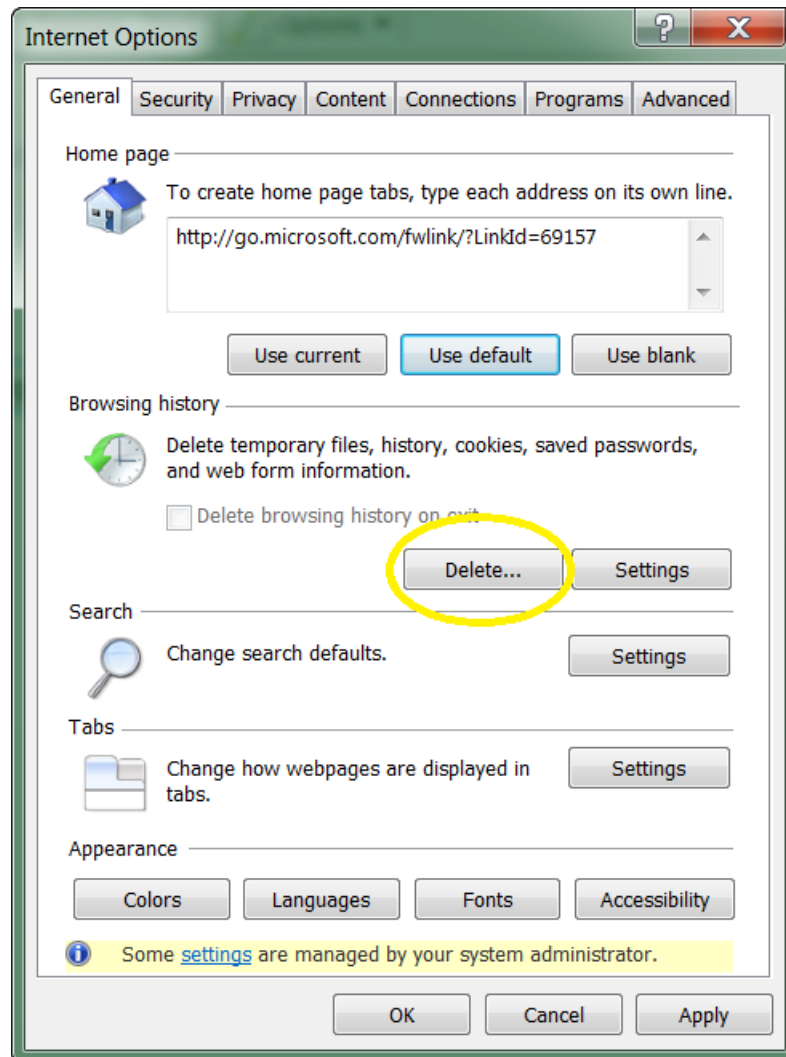 Internet Options
General Security Privacy Content Connections Programs Advanced
Home page
To create home page tabs, type each address on its own line.
http://go.microsoft.com/fwlink/?LinkId=69157
Use current Use default Use blank
Browsing history
Delete temporary files, history, cookies, saved passwords,
and web form information.
Delete browsing history on exit
Delete... Settings
Search
Change search defaults. Settings
Tabs
Change how webpages are displayed in
tabs.
Settings
Appearance
Colors Languages Fonts Accessibility
Some settings are managed by your system administrator.
OK Cancel Apply